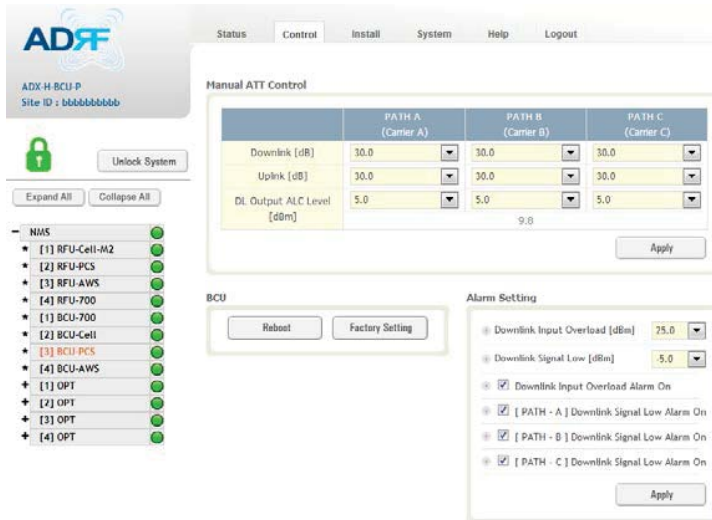 ADRF
ADX-H-BCU-P
Site ID : bbbbbbbbbb
Unlock System
Expand All Collapse All
NMS
[1] RFU-Cell-M2
[2] RFU-PCS
[3] RFU-AWS
[4] RFU-700
[1] BCU-700
[2] BCU-Cell
[3] BCU-PCS
[4] BCU-AWS
[1] OPT
[2] OPT
[3] OPT
[4] OPT
Status Control Install System Help Logout
Manual ATT Control
PATH A PATH B PATH C
(Carrier A) (Carrier B) (Carrier C)
Downlink [dB] 30.0 30.0 30.0
Uplink [dB] 30.0 30.0 30.0
DL Output ALC Level 5.0 5.0 5.0
[dBm] 9.8
Apply
BCU
Reboot Factory Setting
Alarm Setting
Downlink Input Overload [dBm] 25.0
Downlink Signal Low [dBm] -5.0
Downlink Input Overload Alarm On
[ PATH - A ] Downlink Signal Low Alarm On
[ PATH - B ] Downlink Signal Low Alarm On
[ PATH - C ] Downlink Signal Low Alarm On
Apply